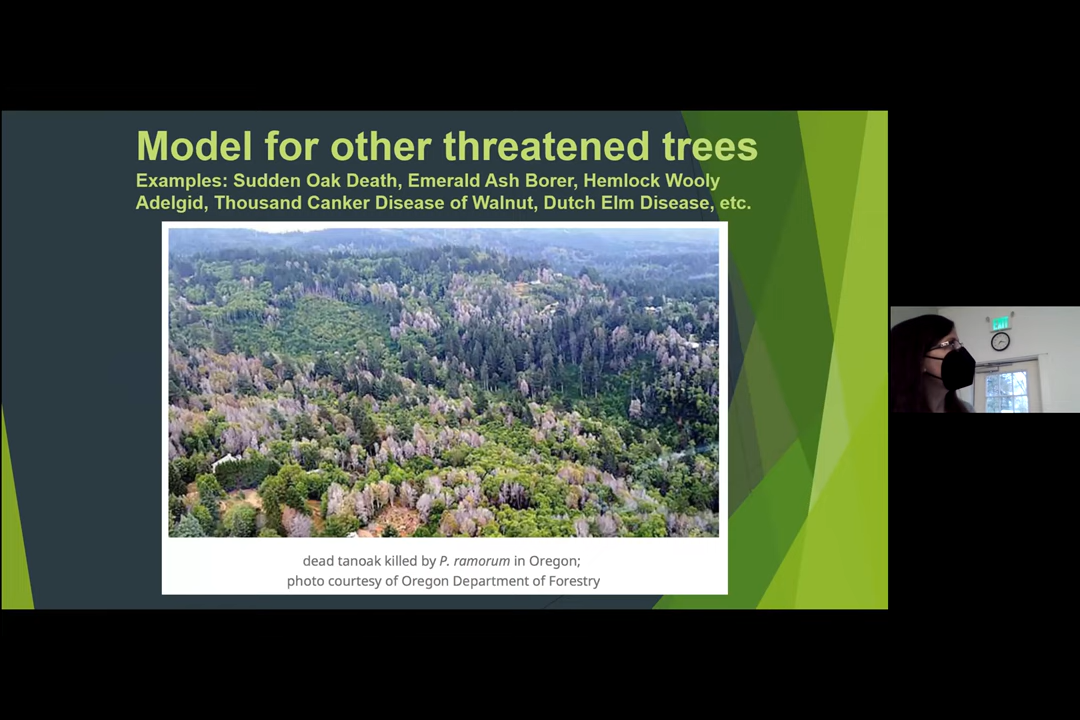 Model for other threatened trees
Examples: Sudden Oak Death, Emerald Ash Borer, Hemlock Wooly
Adelgid, Thousand Canker Disease of Walnut, Dutch Elm Disease, etc.
dead tanoak killed by P. ramorum in Oregon;
photo courtesy of Oregon Department of Forestry
EXIT